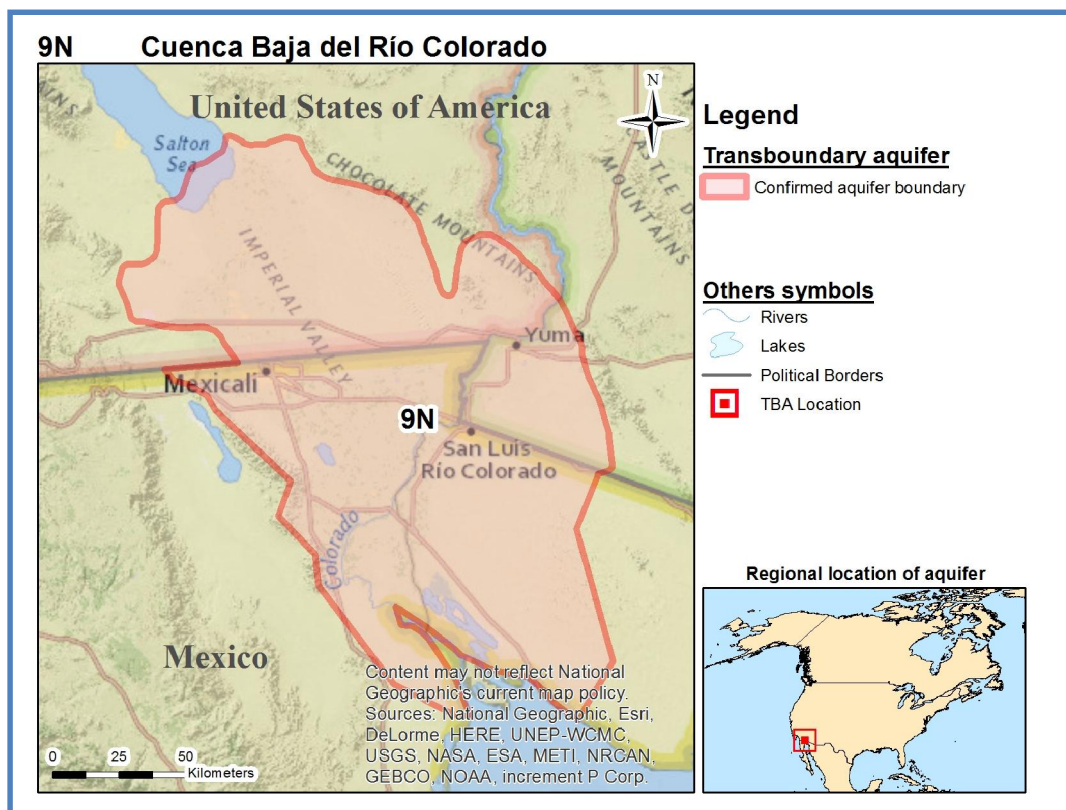 9N Cuenca Baja del Río Colorado
United States of America
N
Salton
Sea
CHOCOLATE MOUNTAINS
MOUNTAINS
IMPERIAL VALLEY
Yuma
Mexicali
9N
San Luis
Río Colorado
Colorado
Mexico
Content may not reflect National
Geographic's current map policy.
Sources: National Geographic, Esri,
DeLorme, HERE, UNEP-WCMC,
USGS, NASA, ESA, METI, NRCAN,
GEBCO, NOAA, increment P Corp.
0 25 50
Kilometers
Legend
Transboundary aquifer
Confirmed aquifer boundary
Others symbols
Rivers
Lakes
Political Borders
TBA Location
Regional location of aquifer